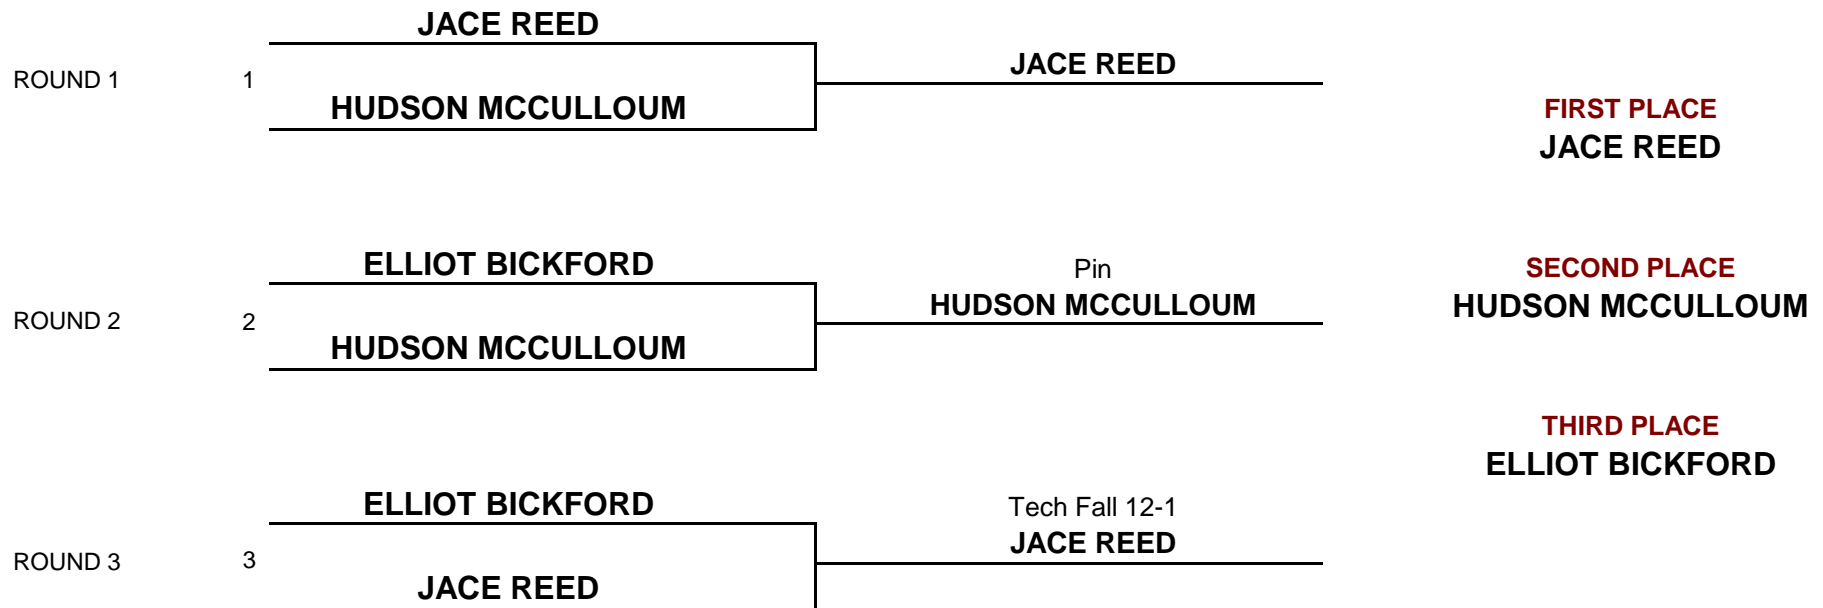 JACE REED
ROUND 1 1 JACE REED
HUDSON MCCULLOUM FIRST PLACE
JACE REED
ELLIOT BICKFORD Pin SECOND PLACE
HUDSON MCCULLOUM HUDSON MCCULLOUM
ROUND 2 2
HUDSON MCCULLOUM
THIRD PLACE
ELLIOT BICKFORD
ELLIOT BICKFORD Tech Fall 12-1
JACE REED
ROUND 3 3
JACE REED